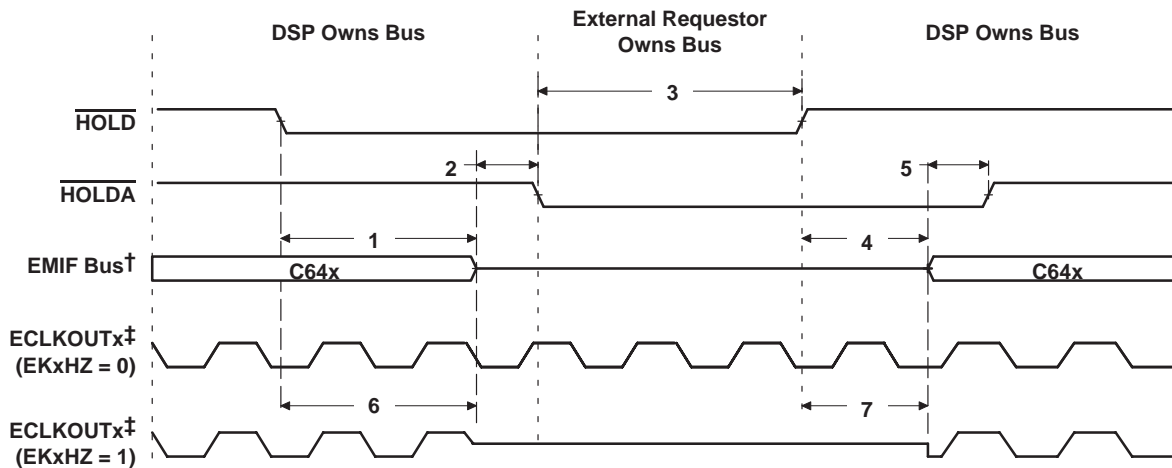 DSP Owns Bus
External Requestor
Owns Bus
DSP Owns Bus
3
HOLD
2
5
HOLDA
1
4
EMIF Bus†
C64x
C64x
ECLKOUTx‡
(EKxHZ = 0)
6
7
ECLKOUTx‡
(EKxHZ = 1)